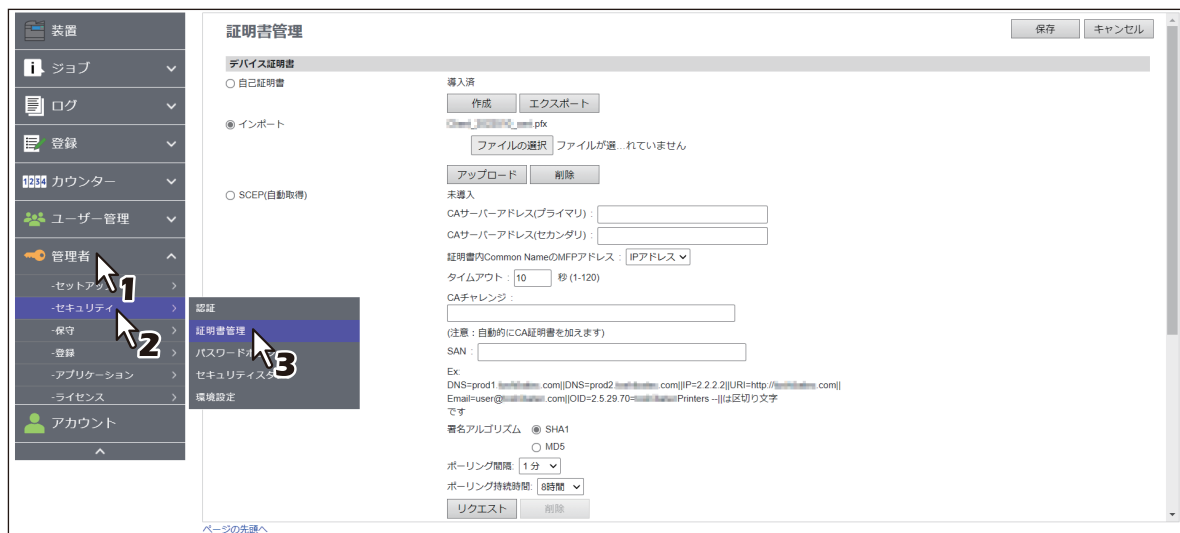 装置
ジョブ
ログ
登録
1234 カウンター
ユーザー管理
管理者
1
-セットアップ
-セキュリティ
2
-保守
-登録
-アプリケーション
-ライセンス
アカウント
認証
証明書管理
3
パスワードポ
セキュリティスタ
環境設定
証明書管理
保存 キャンセル
デバイス証明書
自己証明書 導入済
作成 エクスポート
インポート .pfx
ファイルの選択 ファイルが選...れていません
アップロード 削除
SCEP(自動取得) 未導入
CAサーバーアドレス(プライマリ) :
CAサーバーアドレス(セカンダリ) :
証明書内Common NameのMFPアドレス : IPアドレス
タイムアウト : 10 秒 (1-120)
CAチャレンジ :
(注意 : 自動的にCA証明書を加えます)
SAN :
Ex:
DNS=prod1. .com||DNS=prod2. .com||IP=2.2.2.2||URI=http:// .com||
Email=user@ .com||OID=2.5.29.70= Printers --||は区切り文字
です
署名アルゴリズム SHA1
MD5
ポーリング間隔: 1 分
ポーリング持続時間: 8時間
リクエスト 削除
ページの先頭へ